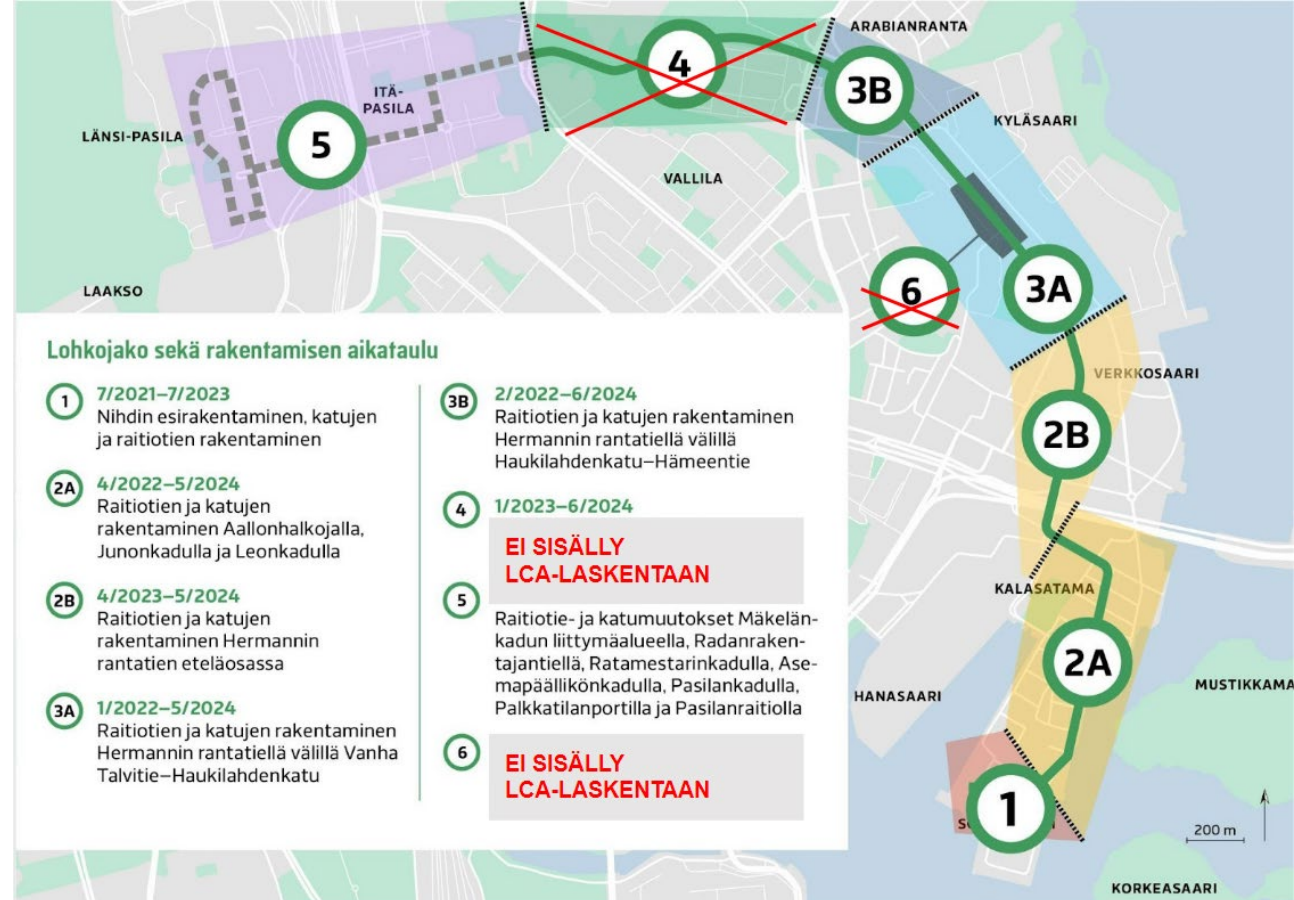 ARABIANRANTA
4
3B
ITÄ-
PASILA
LÄNSI-PASILA
5
KYLÄSAARI
VALLILA
6
3A
LAAKSO
VERKKOSAARI
2B
KALASATAMA
2A
HANASAARI
MUSTIKKAMA
1
200 m
KORKEASAARI
Lohkojako sekä rakentamisen aikataulu
1 7/2021–7/2023
Nihdin esirakentaminen, katujen
ja raitiotien rakentaminen
2A 4/2022–5/2024
Raitiotien ja katujen
rakentaminen Aallonhalkojalla,
Junonkadulla ja Leonkadulla
2B 4/2023–5/2024
Raitiotien ja katujen
rakentaminen Hermannin
rantatien eteläosassa
3A 1/2022–5/2024
Raitiotien ja katujen rakentaminen
Hermannin rantatiellä välillä Vanha
Talvitie–Haukilahdenkatu
3B 2/2022–6/2024
Raitiotien ja katujen rakentaminen
Hermannin rantatiellä välillä
Haukilahdenkatu–Hämeentie
4 1/2023–6/2024
EI SISÄLLY
LCA-LASKENTAAN
5
Raitiotie- ja katumuutokset Mäkelän-
kadun liittymäalueella, Radanraken-
tajantiellä, Ratamestarinkadulla, Ase-
mapäällikönkadulla, Pasilankadulla,
Palkkatilanportilla ja Pasilanraitiolla
6
EI SISÄLLY
LCA-LASKENTAAN